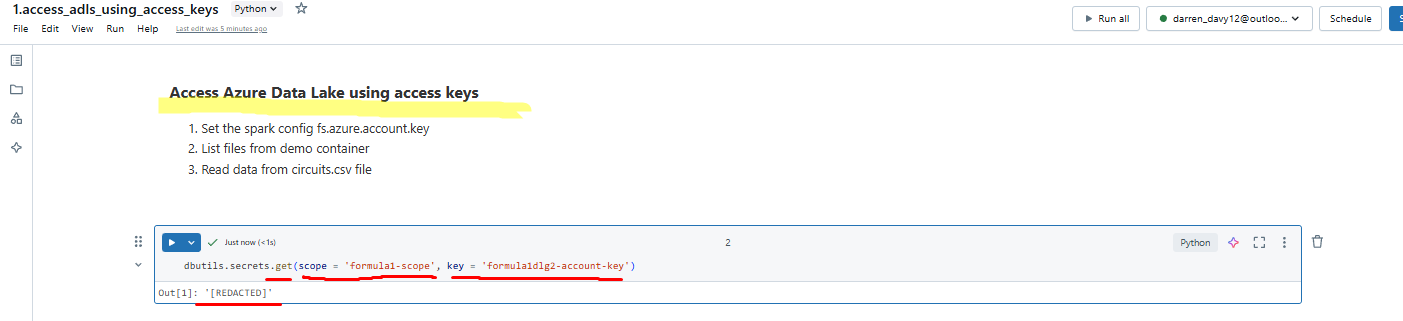 1.access_adls_using_access_keys Python
File Edit View Run Help Last edit was 5 minutes ago
Run all darren_davy12@outloo... Schedule
Access Azure Data Lake using access keys
1. Set the spark config fs.azure.account.key
2. List files from demo container
3. Read data from circuits.csv file
Just now (<1s) 2 Python
dbutils.secrets.get(scope = 'formula1-scope', key = 'formula1dlg2-account-key')
Out[1]: '[REDACTED]'